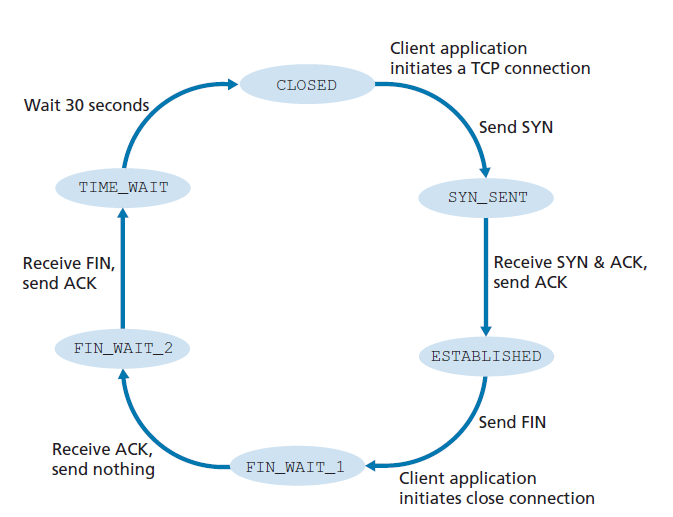 Client application
initiates a TCP connection
CLOSED
Wait 30 seconds
Send SYN
TIME_WAIT
SYN_SENT
Receive FIN,
send ACK
Receive SYN & ACK,
send ACK
FIN_WAIT_2
ESTABLISHED
Send FIN
Receive ACK,
send nothing
FIN_WAIT_1
Client application
initiates close connection